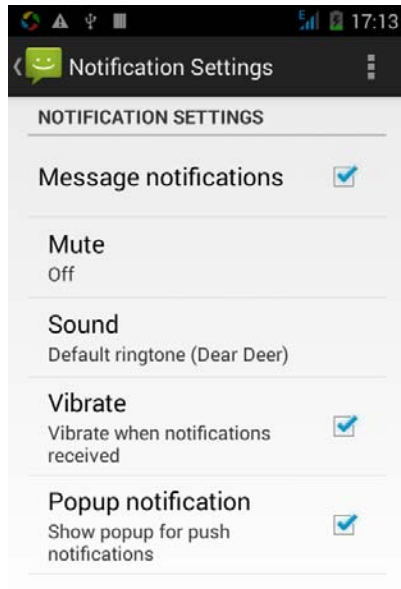 E 17:13
Notification Settings
NOTIFICATION SETTINGS
Message notifications
Mute
Off
Sound
Default ringtone (Dear Deer)
Vibrate
Vibrate when notifications
received
Popup notification
Show popup for push
notifications